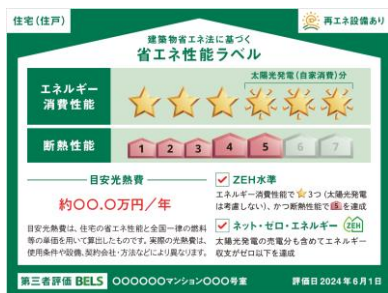 住宅(住戸)
再エネ設備あり
建築物省エネ法に基づく
省エネ性能ラベル
太陽光発電(自家消費)分
エネルギー
消費性能
断熱性能
1 2 3 4 5 6 7
目安光熱費
約〇〇.〇万円/年
目安光熱費は、住宅の省エネ性能と全国一律の燃料
等の単価を用いて算出したものです。実際の光熱費は、
使用条件や設備、契約会社・方法などにより異なります。
ZEH水準
エネルギー消費性能で★3つ(太陽光発電
は考慮しない)、かつ断熱性能で5を達成
ネット・ゼロ・エネルギー ZEH
太陽光発電の売電分も含めてエネルギー
収支がゼロ以下を達成
第三者評価 BELS 〇〇〇〇〇〇マンション〇〇〇号室 評価日2024年6月1日